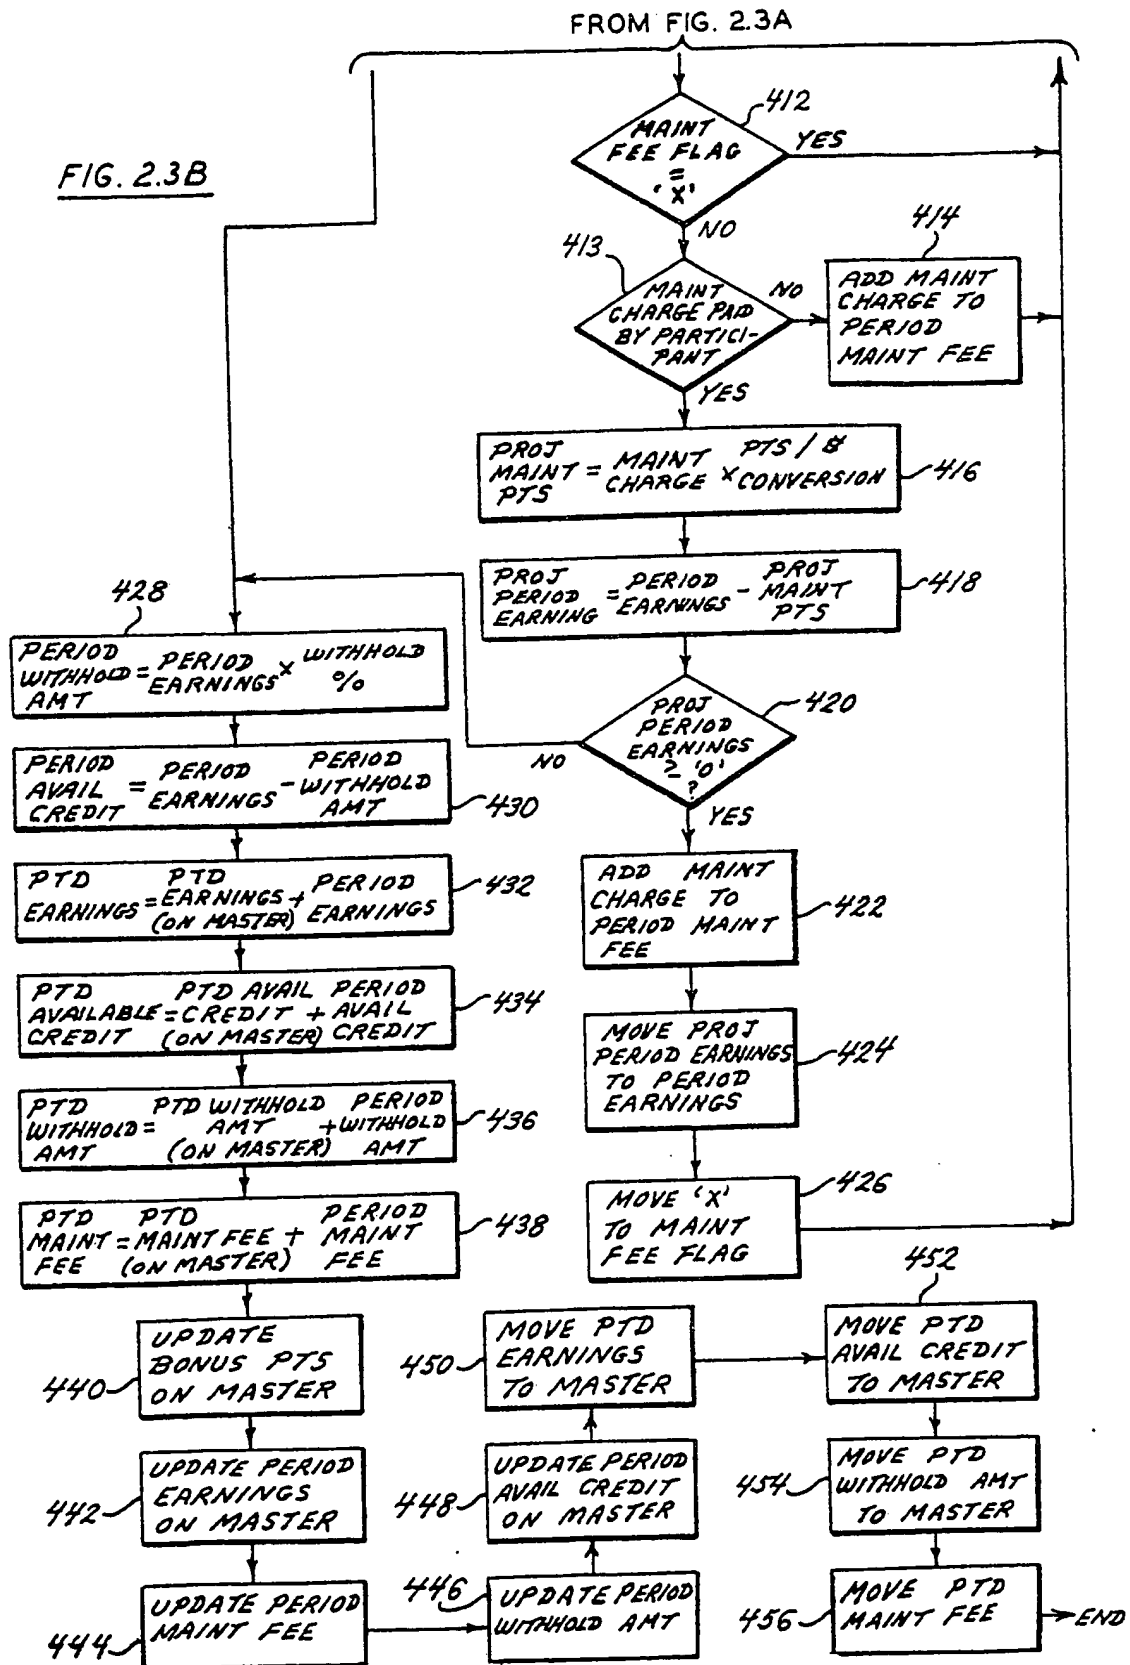 FROM FIG. 2.3A
FIG. 2.3B
412
MAINT
FEE FLAG
=
'X'
YES
NO
413
MAINT
CHARGE PAID
BY PARTICI-
PANT
NO
YES
414
ADD MAINT
CHARGE TO
PERIOD
MAINT FEE
PROJ MAINT PTS = MAINT CHARGE × PTS / $ CONVERSION
416
PROJ PERIOD EARNING = PERIOD EARNINGS - PROJ MAINT PTS
418
PROJ
PERIOD
EARNINGS
≥ 'O'
?
420
NO
YES
ADD MAINT
CHARGE TO
PERIOD MAINT
FEE
422
MOVE PROJ
PERIOD EARNINGS
TO PERIOD
EARNINGS
424
MOVE 'X'
TO MAINT
FEE FLAG
426
428
PERIOD WITHHOLD AMT = PERIOD EARNINGS × WITHHOLD %
PERIOD AVAIL CREDIT = PERIOD EARNINGS - PERIOD WITHHOLD AMT
430
PTD EARNINGS = PTD EARNINGS (ON MASTER) + PERIOD EARNINGS
432
PTD AVAILABLE CREDIT = PTD AVAIL CREDIT (ON MASTER) + PERIOD AVAIL CREDIT
434
PTD WITHHOLD AMT = PTD WITHHOLD AMT (ON MASTER) + PERIOD WITHHOLD AMT
436
PTD MAINT FEE = PTD MAINT FEE (ON MASTER) + PERIOD MAINT FEE
438
UPDATE
BONUS PTS
ON MASTER
440
UPDATE PERIOD
EARNINGS
ON MASTER
442
UPDATE PERIOD
MAINT FEE
444
446
UPDATE PERIOD
WITHHOLD AMT
UPDATE PERIOD
AVAIL CREDIT
ON MASTER
448
MOVE PTD
EARNINGS
TO MASTER
450
452
MOVE PTD
AVAIL CREDIT
TO MASTER
MOVE PTD
WITHHOLD AMT
TO MASTER
454
MOVE PTD
MAINT FEE
456
END